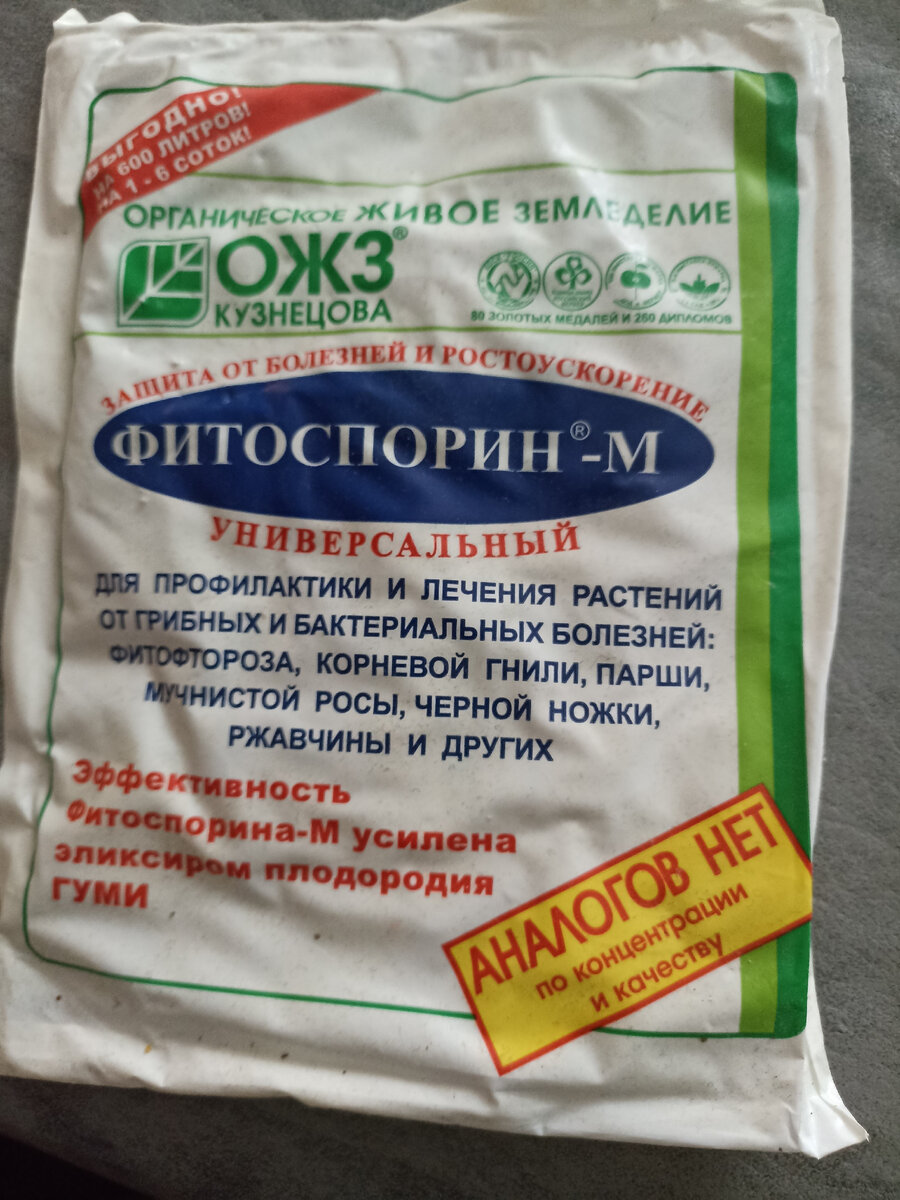 ВЫГОДНО!
НА 600 ЛИТРОВ!
НА 1 - 6 СОТОК!
ОРГАНИЧЕСКОЕ ЖИВОЕ ЗЕМЛЕДЕЛИЕ
ОЖЗ®
КУЗНЕЦОВА
80 ЗОЛОТЫХ МЕДАЛЕЙ И 260 ДИПЛОМОВ
ЗАЩИТА ОТ БОЛЕЗНЕЙ И РОСТОУСКОРЕНИЕ
ФИТОСПОРИН®-М
УНИВЕРСАЛЬНЫЙ
ДЛЯ ПРОФИЛАКТИКИ И ЛЕЧЕНИЯ РАСТЕНИЙ
ОТ ГРИБНЫХ И БАКТЕРИАЛЬНЫХ БОЛЕЗНЕЙ:
ФИТОФТОРОЗА, КОРНЕВОЙ ГНИЛИ, ПАРШИ,
МУЧНИСТОЙ РОСЫ, ЧЕРНОЙ НОЖКИ,
РЖАВЧИНЫ И ДРУГИХ
Эффективность
Фитоспорина-М усилена
эликсиром плодородия
ГУМИ
АНАЛОГОВ НЕТ
по концентрации
и качеству